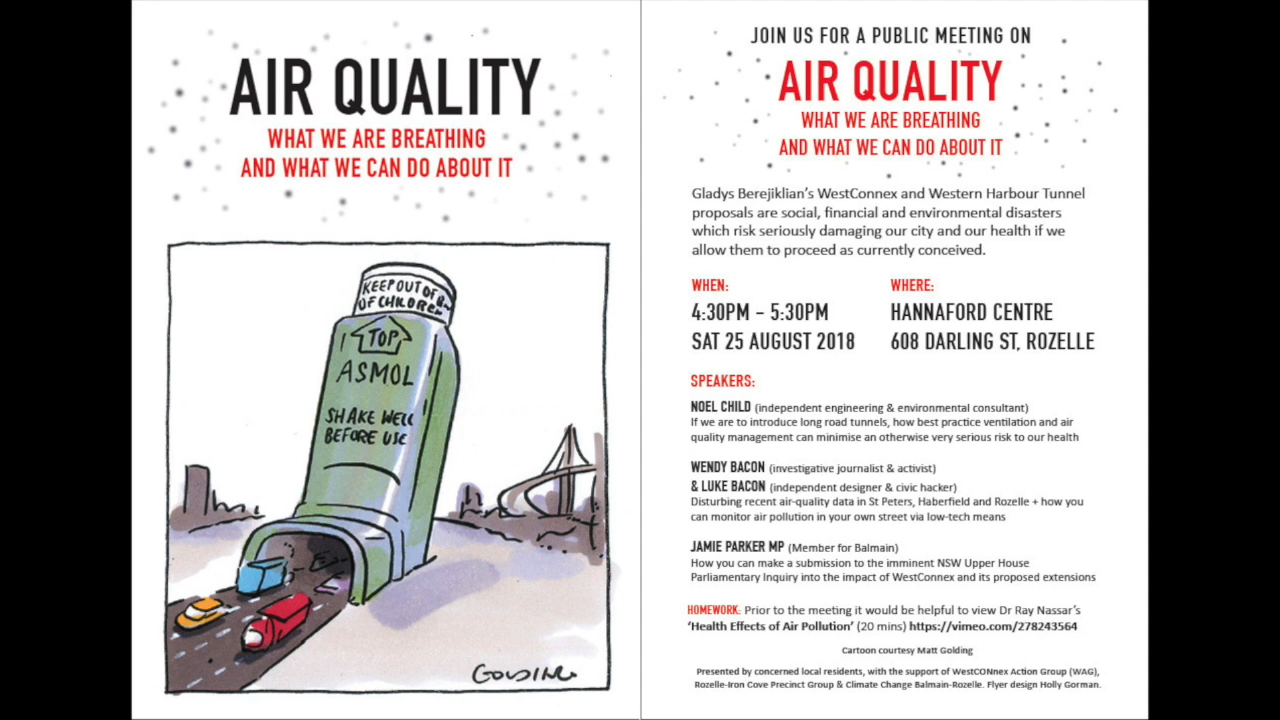 AIR QUALITY
WHAT WE ARE BREATHING
AND WHAT WE CAN DO ABOUT IT
KEEP OUT OF R
OF CHILDREN
TOP
ASMOL
SHAKE WELL
BEFORE USE
GOLDING
JOIN US FOR A PUBLIC MEETING ON
AIR QUALITY
WHAT WE ARE BREATHING
AND WHAT WE CAN DO ABOUT IT
Gladys Berejiklian's WestConnex and Western Harbour Tunnel
proposals are social, financial and environmental disasters
which risk seriously damaging our city and our health if we
allow them to proceed as currently conceived.
WHEN:
4:30PM – 5:30PM
SAT 25 AUGUST 2018
WHERE:
HANNAFORD CENTRE
608 DARLING ST, ROZELLE
SPEAKERS:
NOEL CHILD (independent engineering & environmental consultant)
If we are to introduce long road tunnels, how best practice ventilation and air
quality management can minimise an otherwise very serious risk to our health
WENDY BACON (investigative journalist & activist)
& LUKE BACON (independent designer & civic hacker)
Disturbing recent air-quality data in St Peters, Haberfield and Rozelle + how you
can monitor air pollution in your own street via low-tech means
JAMIE PARKER MP (Member for Balmain)
How you can make a submission to the imminent NSW Upper House
Parliamentary Inquiry into the impact of WestConnex and its proposed extensions
HOMEWORK: Prior to the meeting it would be helpful to view Dr Ray Nassar's
'Health Effects of Air Pollution' (20 mins) https://vimeo.com/278243564
Cartoon courtesy Matt Golding
Presented by concerned local residents, with the support of WestCONnex Action Group (WAG),
Rozelle-Iron Cove Precinct Group & Climate Change Balmain-Rozelle. Flyer design Holly Gorman.